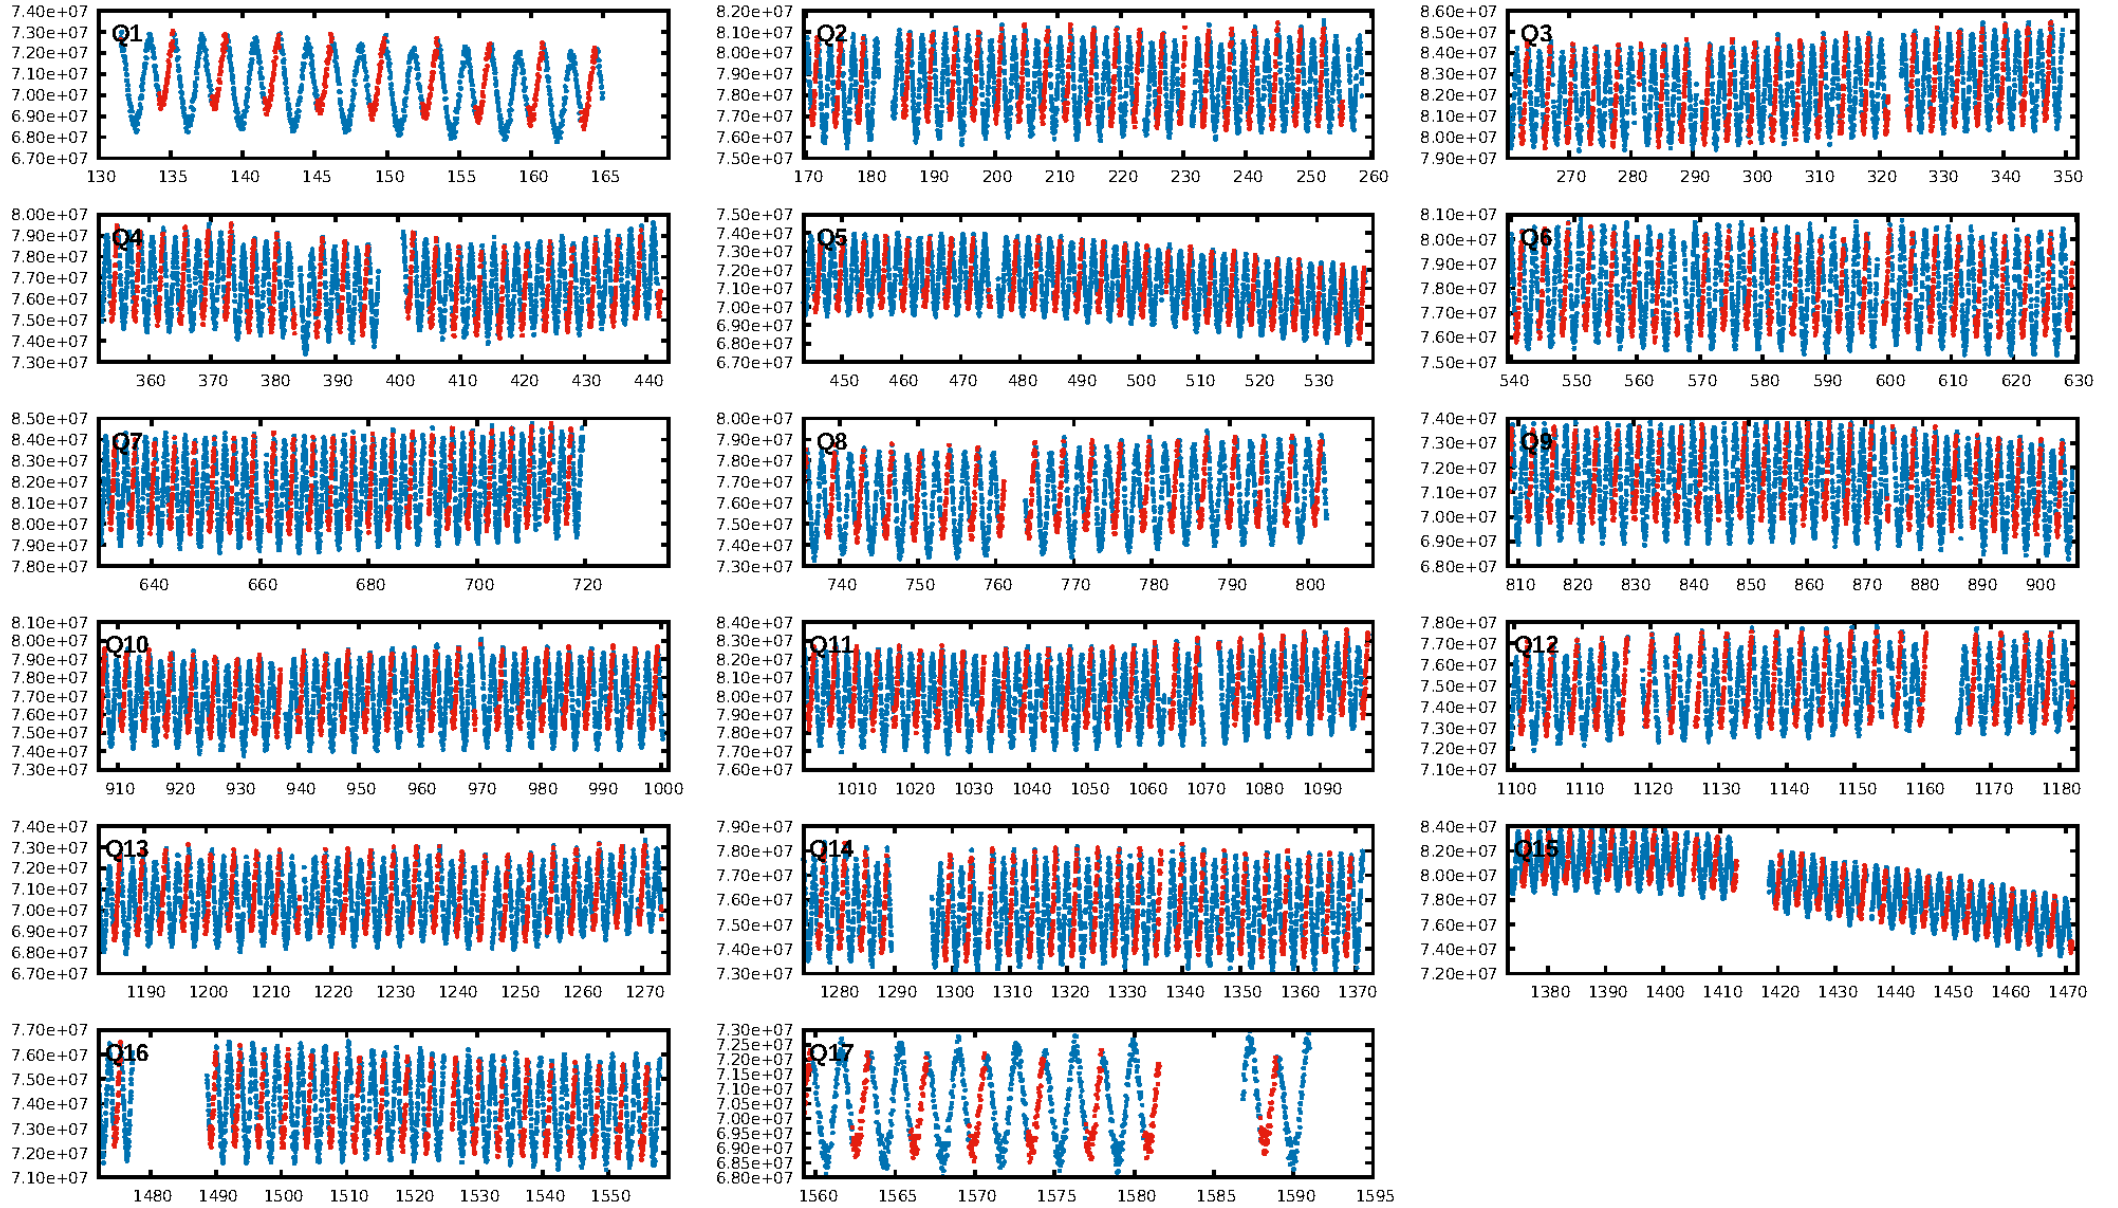 7.40e+07 7.30e+07 7.20e+07 7.10e+07 7.00e+07 6.90e+07 6.80e+07 6.70e+07
Q1
130 135 140 145 150 155 160 165
8.20e+07 8.10e+07 8.00e+07 7.90e+07 7.80e+07 7.70e+07 7.60e+07 7.50e+07
Q2
170 180 190 200 210 220 230 240 250 260
8.60e+07 8.50e+07 8.40e+07 8.30e+07 8.20e+07 8.10e+07 8.00e+07 7.90e+07
Q3
270 280 290 300 310 320 330 340 350
8.00e+07 7.90e+07 7.80e+07 7.70e+07 7.60e+07 7.50e+07 7.40e+07 7.30e+07
Q4
360 370 380 390 400 410 420 430 440
7.50e+07 7.40e+07 7.30e+07 7.20e+07 7.10e+07 7.00e+07 6.90e+07 6.80e+07 6.70e+07
Q5
450 460 470 480 490 500 510 520 530
8.10e+07 8.00e+07 7.90e+07 7.80e+07 7.70e+07 7.60e+07 7.50e+07
Q6
540 550 560 570 580 590 600 610 620 630
8.50e+07 8.40e+07 8.30e+07 8.20e+07 8.10e+07 8.00e+07 7.90e+07 7.80e+07
Q7
640 660 680 700 720
8.00e+07 7.90e+07 7.80e+07 7.70e+07 7.60e+07 7.50e+07 7.40e+07 7.30e+07
Q8
740 750 760 770 780 790 800
7.40e+07 7.30e+07 7.20e+07 7.10e+07 7.00e+07 6.90e+07 6.80e+07
Q9
810 820 830 840 850 860 870 880 890 900
8.10e+07 8.00e+07 7.90e+07 7.80e+07 7.70e+07 7.60e+07 7.50e+07 7.40e+07 7.30e+07
Q10
910 920 930 940 950 960 970 980 990 1000
8.40e+07 8.30e+07 8.20e+07 8.10e+07 8.00e+07 7.90e+07 7.80e+07 7.70e+07 7.60e+07
Q11
1010 1020 1030 1040 1050 1060 1070 1080 1090
7.80e+07 7.70e+07 7.60e+07 7.50e+07 7.40e+07 7.30e+07 7.20e+07 7.10e+07
Q12
1100 1110 1120 1130 1140 1150 1160 1170 1180
7.40e+07 7.30e+07 7.20e+07 7.10e+07 7.00e+07 6.90e+07 6.80e+07 6.70e+07
Q13
1190 1200 1210 1220 1230 1240 1250 1260 1270
7.90e+07 7.80e+07 7.70e+07 7.60e+07 7.50e+07 7.40e+07 7.30e+07
Q14
1280 1290 1300 1310 1320 1330 1340 1350 1360 1370
8.40e+07 8.20e+07 8.00e+07 7.80e+07 7.60e+07 7.40e+07 7.20e+07
Q15
1380 1390 1400 1410 1420 1430 1440 1450 1460 1470
7.70e+07 7.60e+07 7.50e+07 7.40e+07 7.30e+07 7.20e+07 7.10e+07
Q16
1480 1490 1500 1510 1520 1530 1540 1550
7.30e+07 7.25e+07 7.20e+07 7.15e+07 7.10e+07 7.05e+07 7.00e+07 6.95e+07 6.90e+07 6.85e+07 6.80e+07
Q17
1560 1565 1570 1575 1580 1585 1590 1595